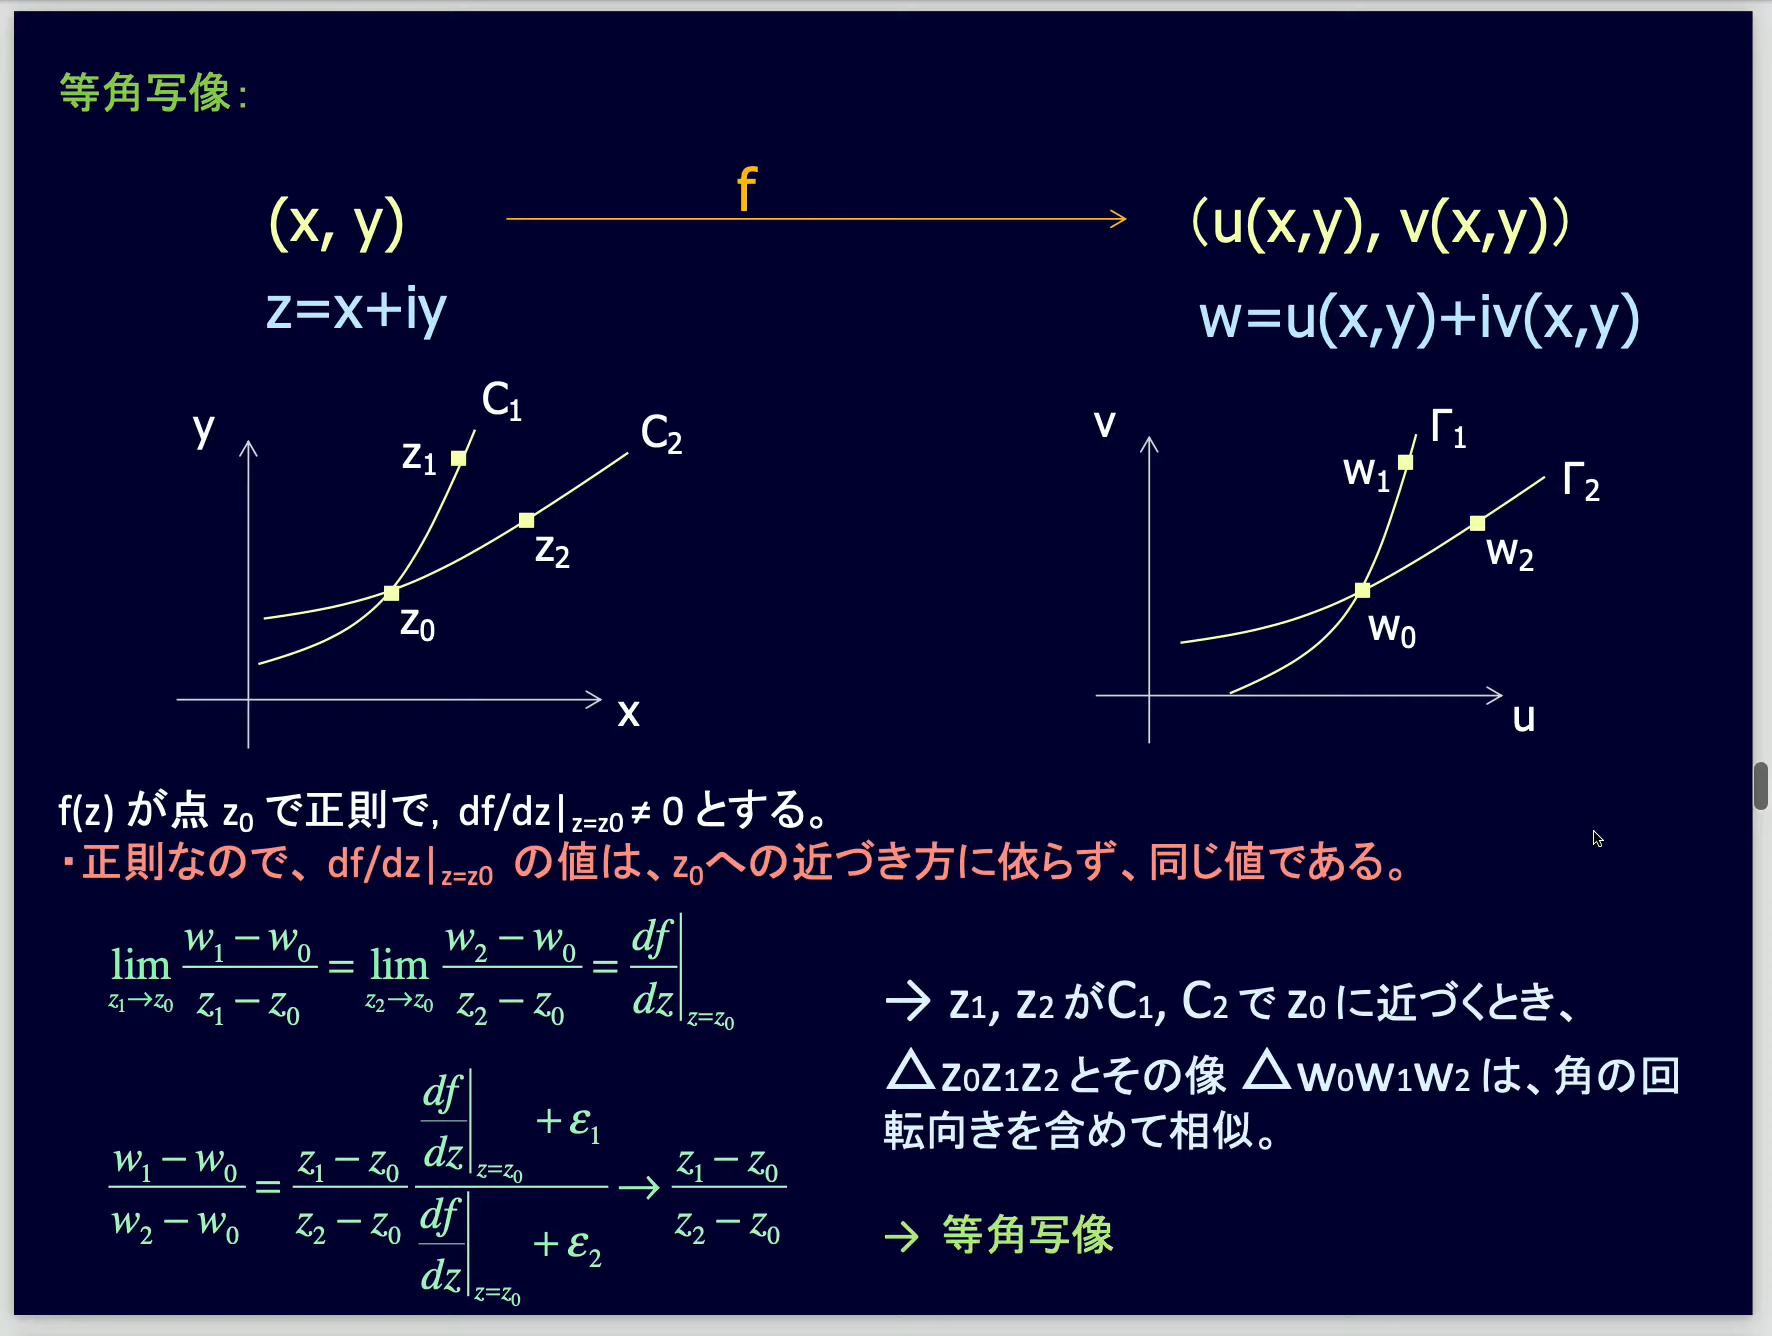 等角写像:
f
(x, y)
(u(x,y), v(x,y))
z=x+iy
w=u(x,y)+iv(x,y)
y
C₁
C₂
z₁
z₂
z₀
x
v
Γ₁
Γ₂
w₁
w₂
w₀
u
f(z) が点 z₀ で正則で, df/dz|z=z0 ≠ 0 とする。
・正則なので、df/dz|z=z0 の値は、z₀への近づき方に依らず、同じ値である。
lim_{z₁→z₀} (w₁ − w₀)/(z₁ − z₀) = lim_{z₂→z₀} (w₂ − w₀)/(z₂ − z₀) = df/dz|_{z=z₀}
→ z1, z2 がC1, C2 で z0 に近づくとき、
△z0z1z2 とその像 △w0w1w2 は、角の回
転向きを含めて相似。
(w₁ − w₀)/(w₂ − w₀) = (z₁ − z₀)/(z₂ − z₀) (df/dz|_{z=z₀} + ε₁)/(df/dz|_{z=z₀} + ε₂) → (z₁ − z₀)/(z₂ − z₀)
→ 等角写像